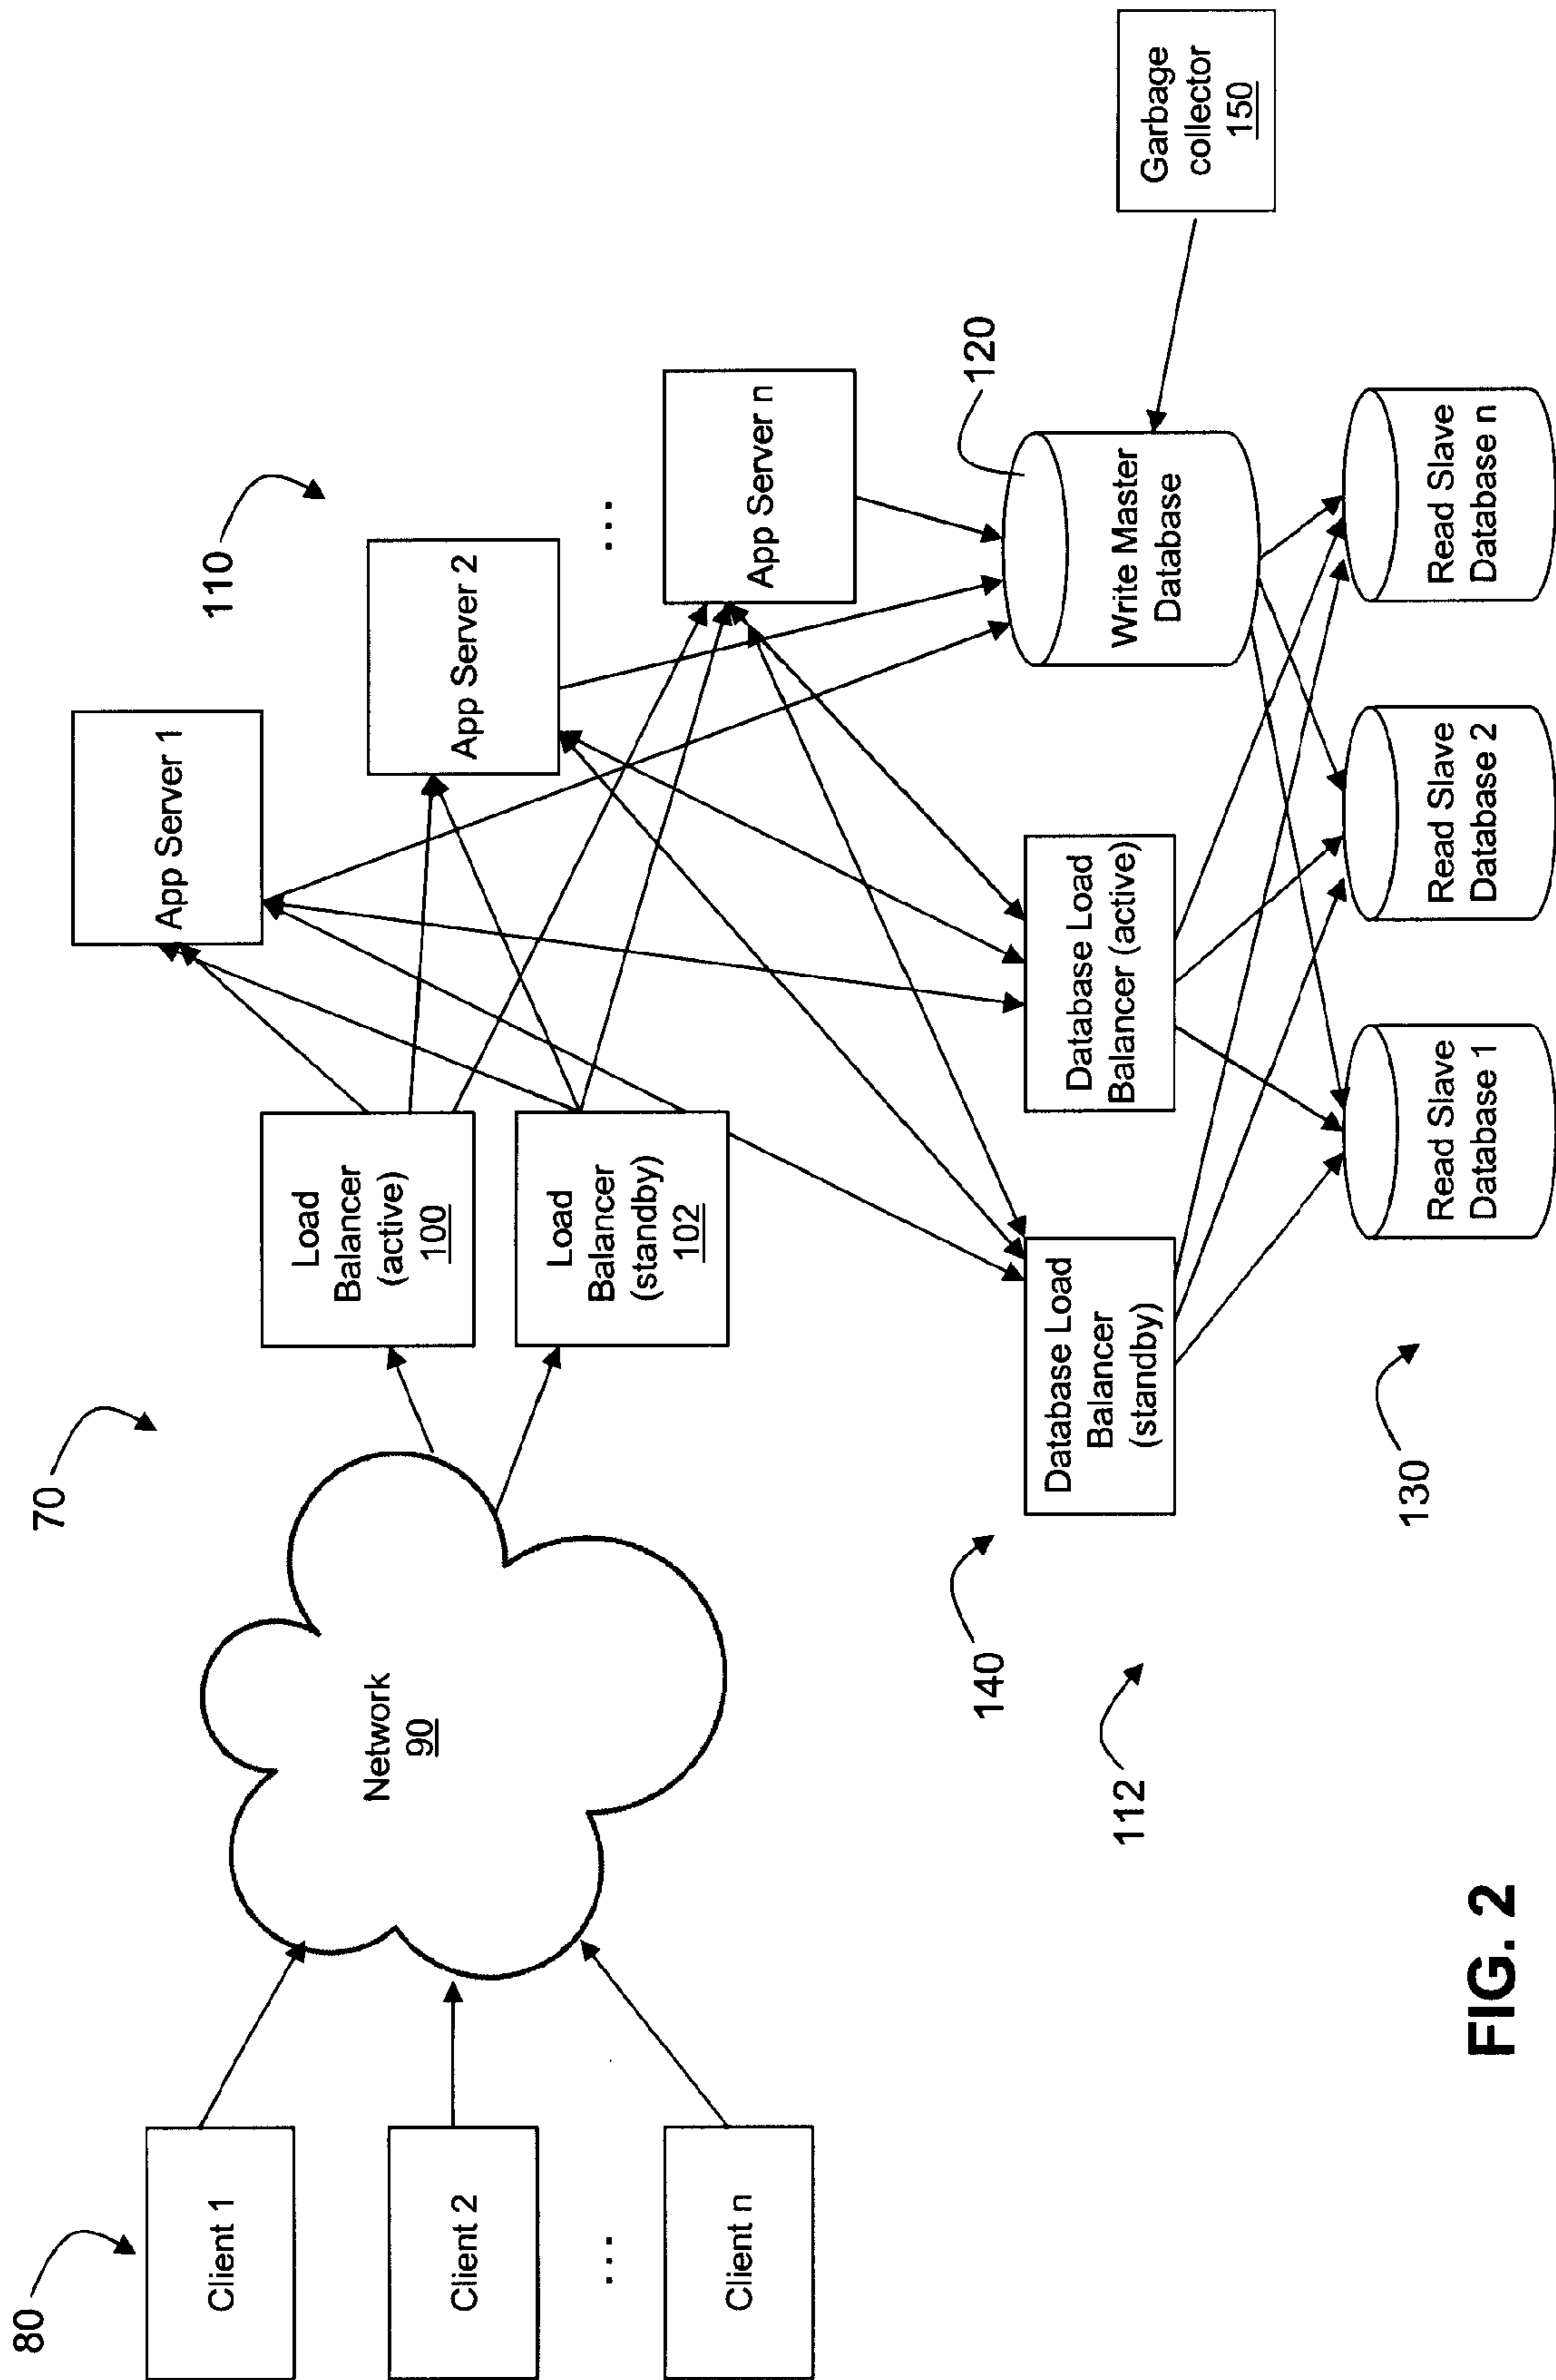 80
Client 1
Client 2
...
Client n
Network
90
70
Load
Balancer
(active)
100
Load
Balancer
(standby)
102
110
App Server 1
App Server 2
...
App Server n
120
Write Master
Database
Garbage
collector
150
140
Database Load
Balancer
(standby)
Database Load
Balancer (active)
112
130
Read Slave
Database 1
Read Slave
Database 2
Read Slave
Database n
FIG. 2